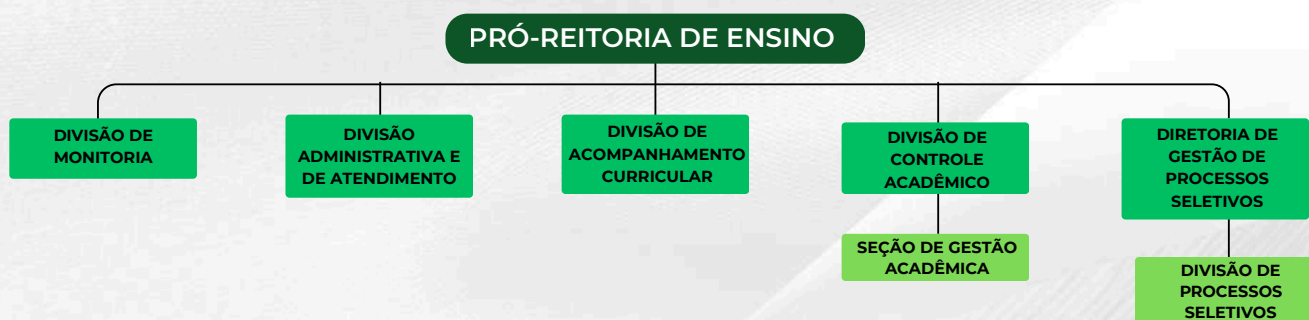 PRÓ-REITORIA DE ENSINO
DIVISÃO DE
MONITORIA
DIVISÃO
ADMINISTRATIVA E
DE ATENDIMENTO
DIVISÃO DE
ACOMPANHAMENTO
CURRICULAR
DIVISÃO DE
CONTROLE
ACADÊMICO
DIRETORIA DE
GESTÃO DE
PROCESSOS
SELETIVOS
SEÇÃO DE GESTÃO
ACADÊMICA
DIVISÃO DE
PROCESSOS
SELETIVOS